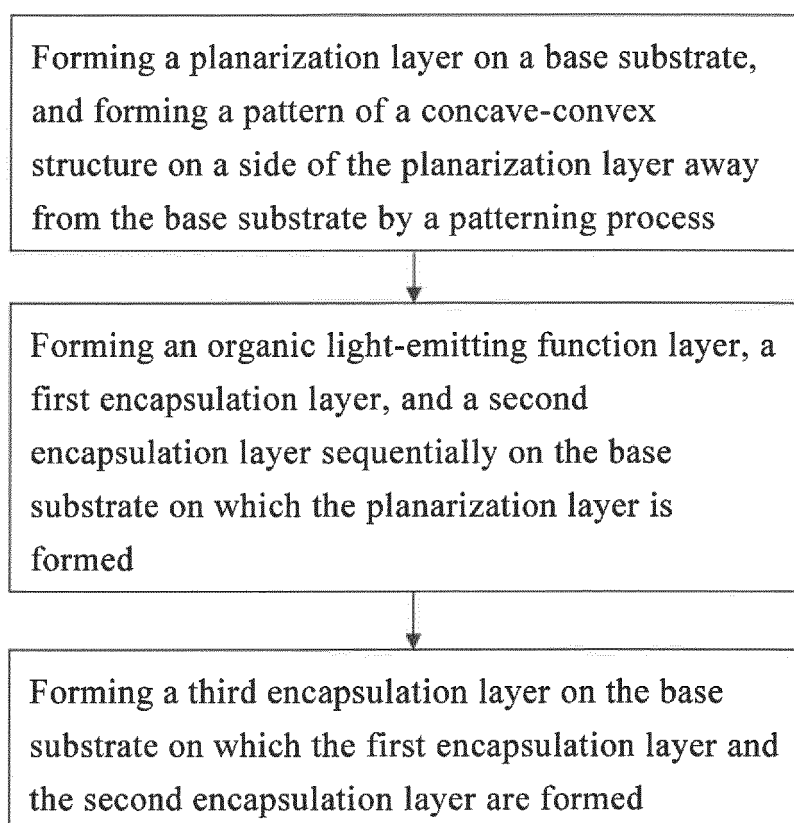 Forming a planarization layer on a base substrate,
and forming a pattern of a concave-convex
structure on a side of the planarization layer away
from the base substrate by a patterning process
Forming an organic light-emitting function layer, a
first encapsulation layer, and a second
encapsulation layer sequentially on the base
substrate on which the planarization layer is
formed
Forming a third encapsulation layer on the base
substrate on which the first encapsulation layer and
the second encapsulation layer are formed